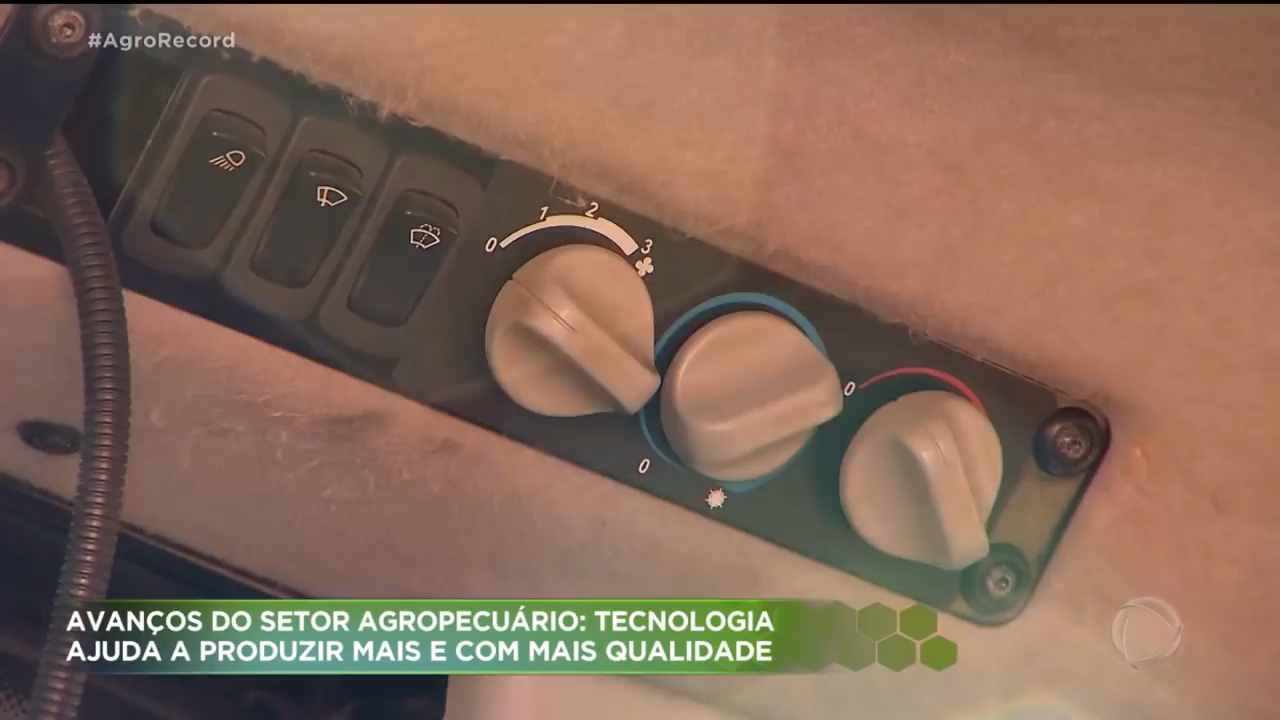 #AgroRecord
0 1 2 3
0
0
AVANÇOS DO SETOR AGROPECUÁRIO: TECNOLOGIA
AJUDA A PRODUZIR MAIS E COM MAIS QUALIDADE